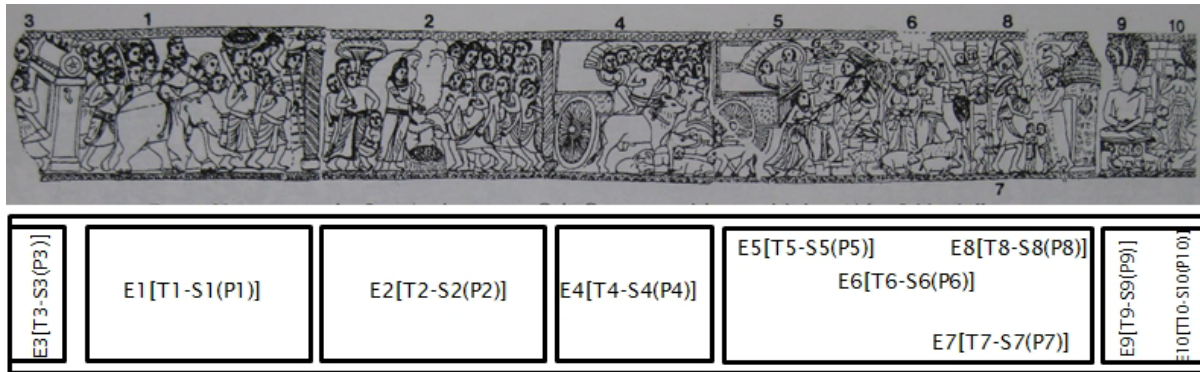 3 1 2 4 5 6 8 9 10
7
E3[T3-S3(P3)]
E1[T1-S1(P1)]
E2[T2-S2(P2)]
E4[T4-S4(P4)]
E5[T5-S5(P5)]
E8[T8-S8(P8)]
E6[T6-S6(P6)]
E7[T7-S7(P7)]
E9[T9-S9(P9)]
E10[T10-S10(P10)]